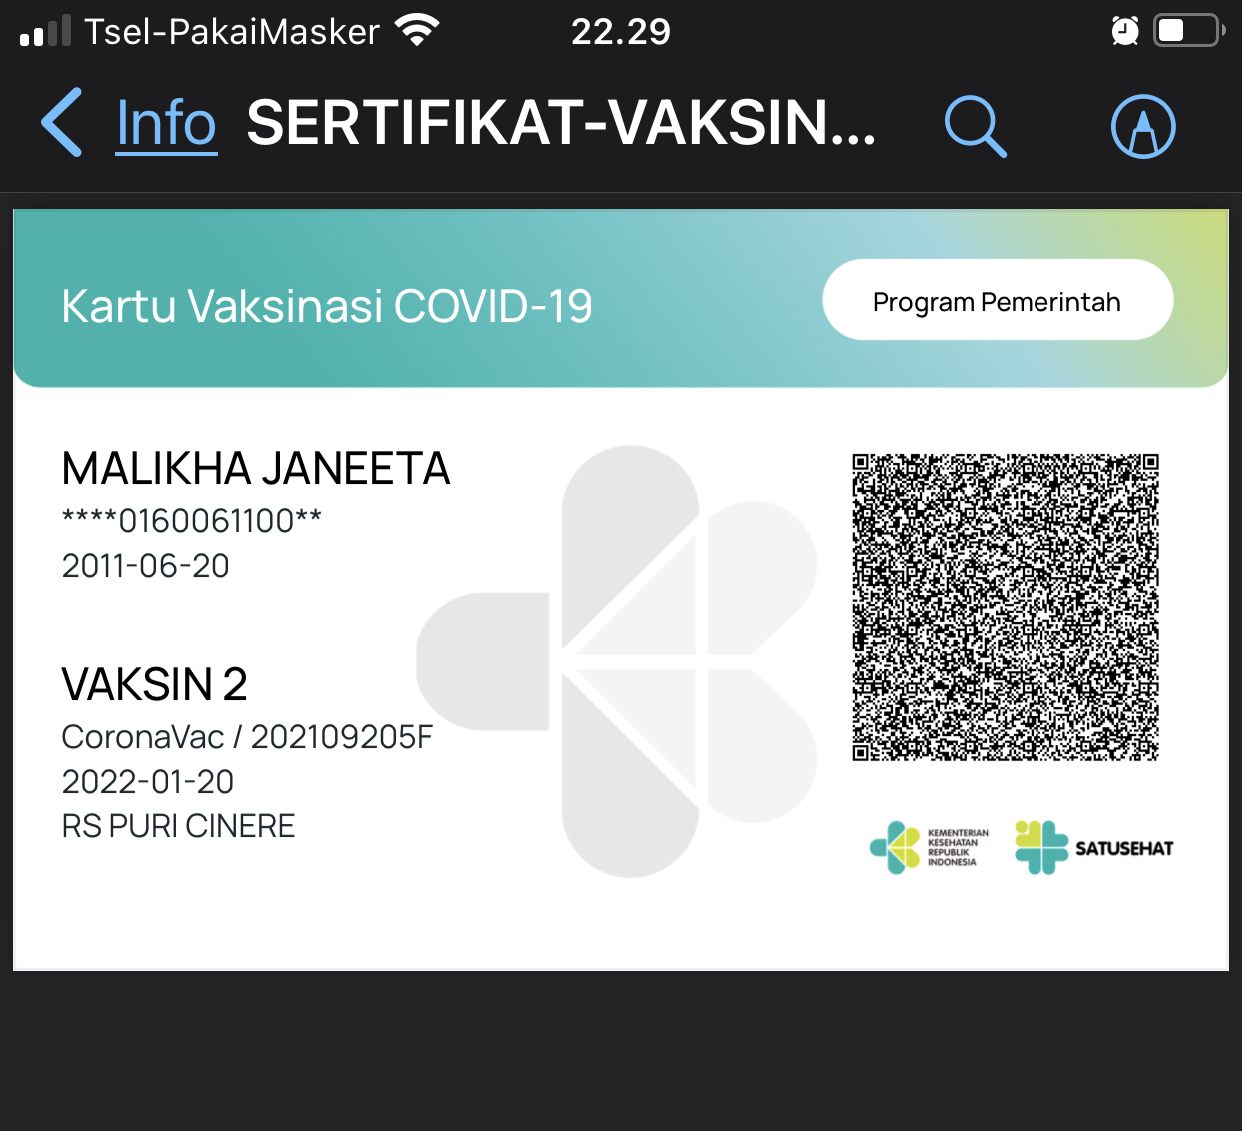 Tsel-PakaiMasker 22.29
Info SERTIFIKAT-VAKSIN...
Kartu Vaksinasi COVID-19
Program Pemerintah
MALIKHA JANEETA
****0160061100**
2011-06-20
VAKSIN 2
CoronaVac / 202109205F
2022-01-20
RS PURI CINERE
KEMENTERIAN
KESEHATAN
REPUBLIK
INDONESIA
SATUSEHAT